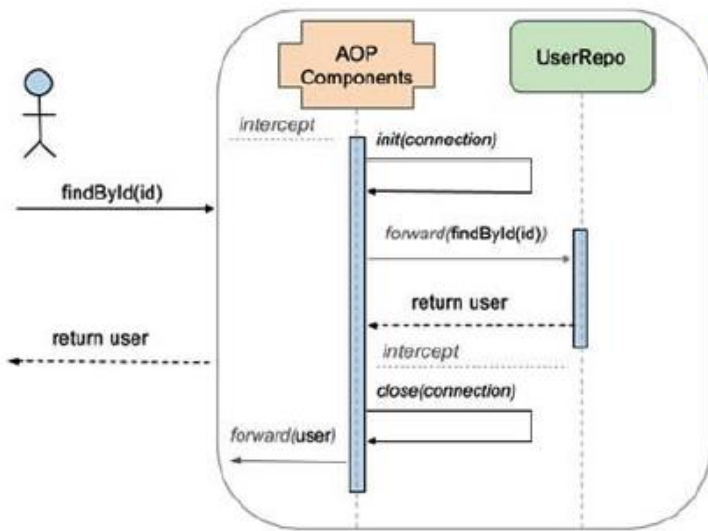 AOP
Components
UserRepo
intercept
init(connection)
findById(id)
forward(findById(id))
return user
return user
intercept
close(connection)
forward(user)